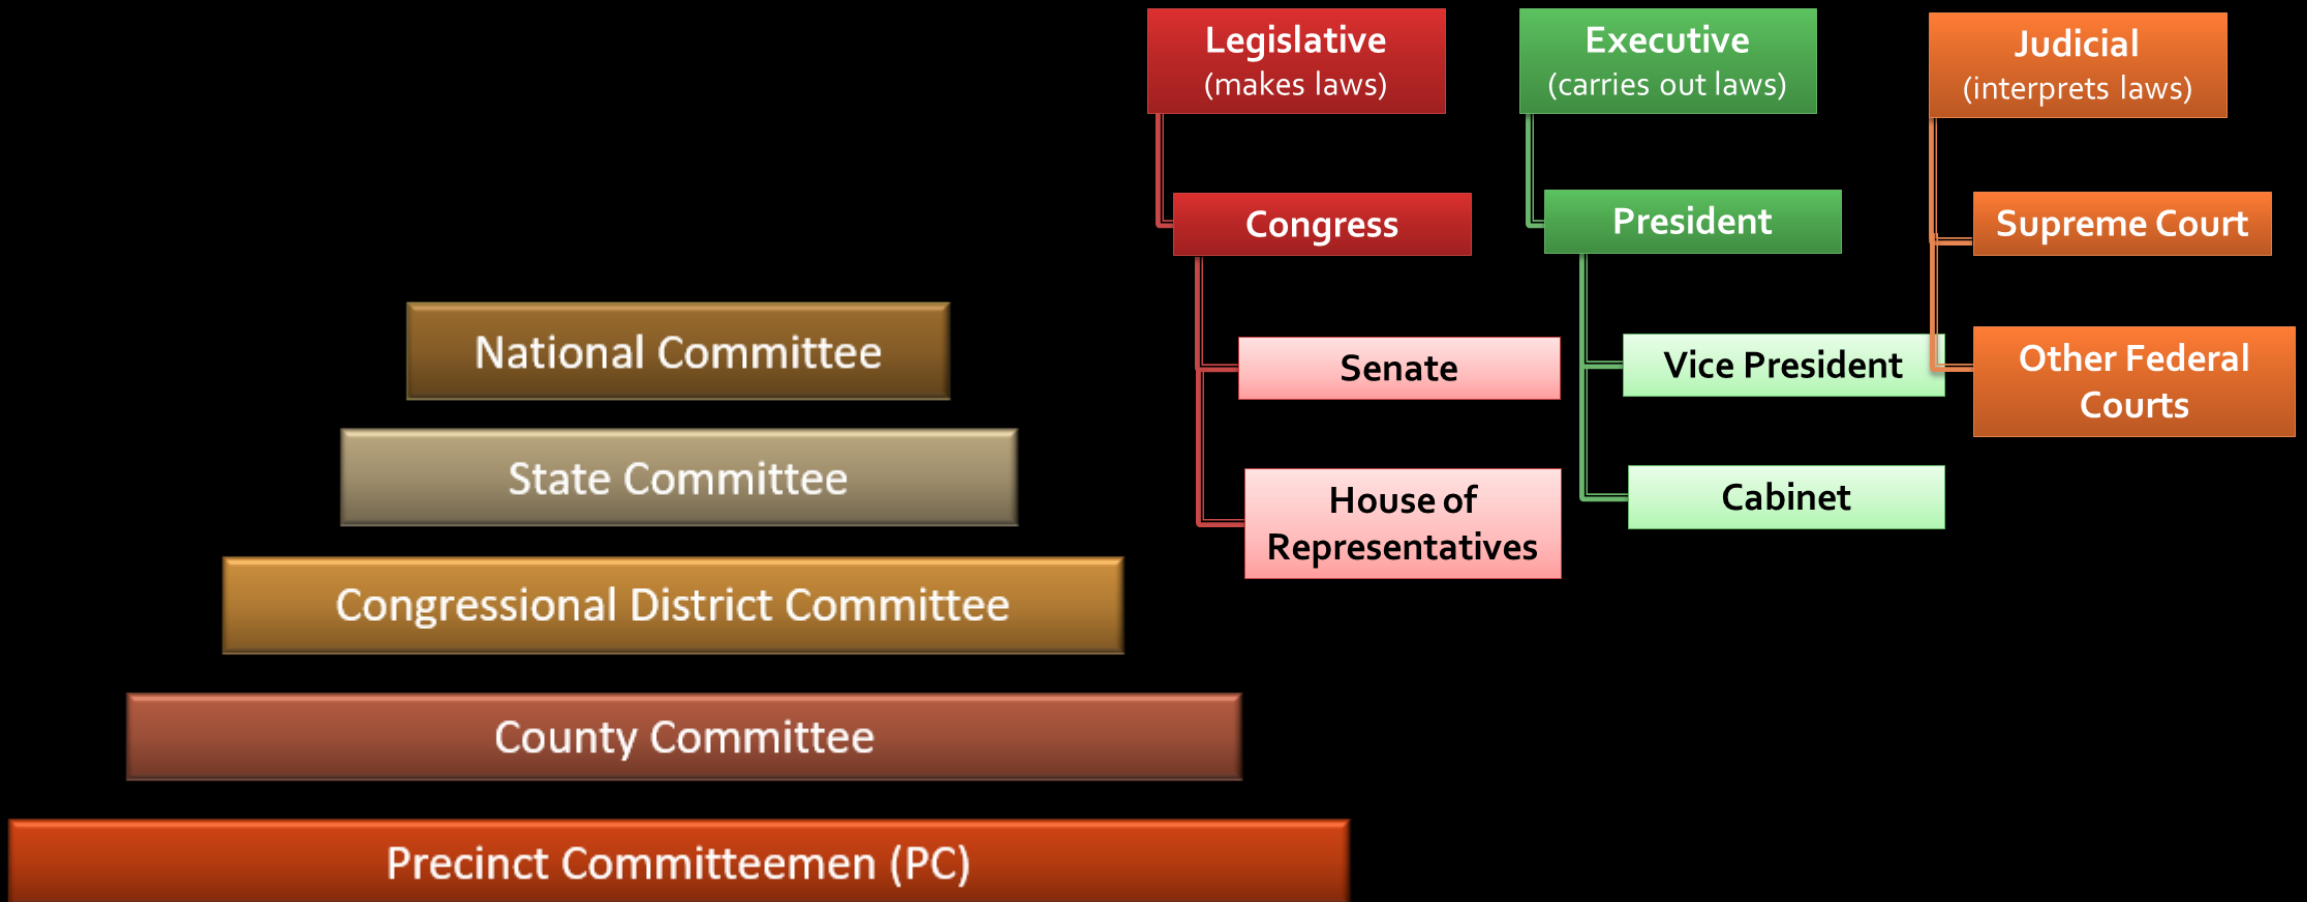 Legislative
(makes laws)
Congress
Senate
House of
Representatives
Executive
(carries out laws)
President
Vice President
Cabinet
Judicial
(interprets laws)
Supreme Court
Other Federal
Courts
National Committee
State Committee
Congressional District Committee
County Committee
Precinct Committeemen (PC)